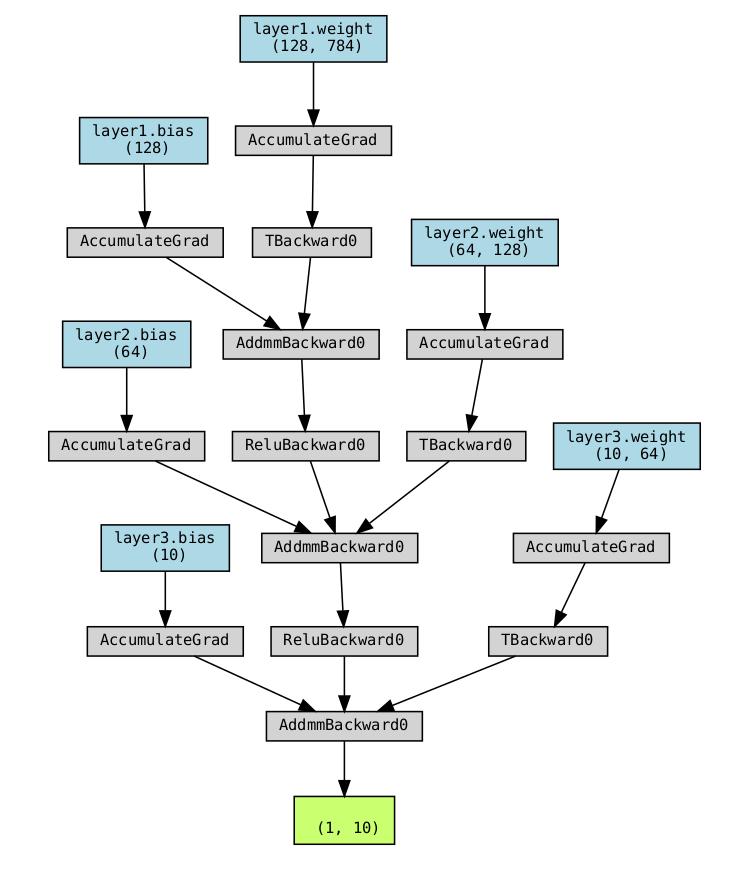 layer1.weight
(128, 784)
layer1.bias
(128)
AccumulateGrad
AccumulateGrad
TBackward0
layer2.weight
(64, 128)
layer2.bias
(64)
AddmmBackward0
AccumulateGrad
AccumulateGrad
ReluBackward0
TBackward0
layer3.weight
(10, 64)
layer3.bias
(10)
AddmmBackward0
AccumulateGrad
AccumulateGrad
ReluBackward0
TBackward0
AddmmBackward0
(1, 10)